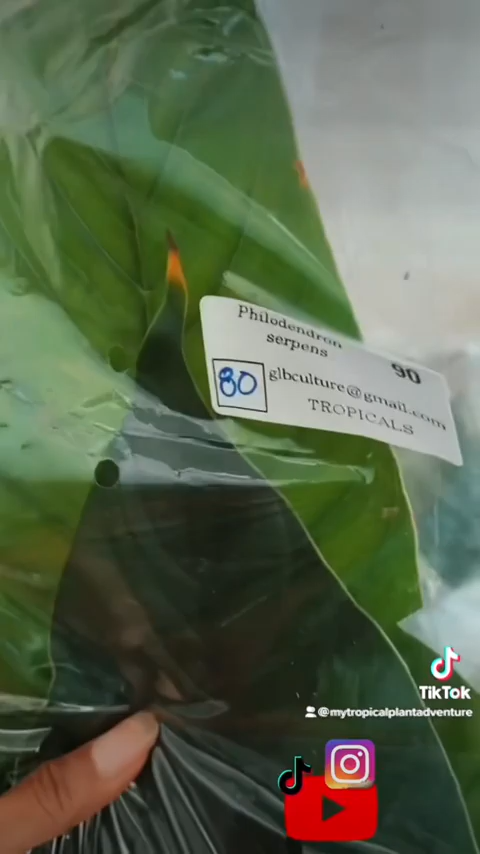 Philodendron
serpens
90
80
glbculture@gmail.com
TROPICALS
TikTok
@mytropicalplantadventure